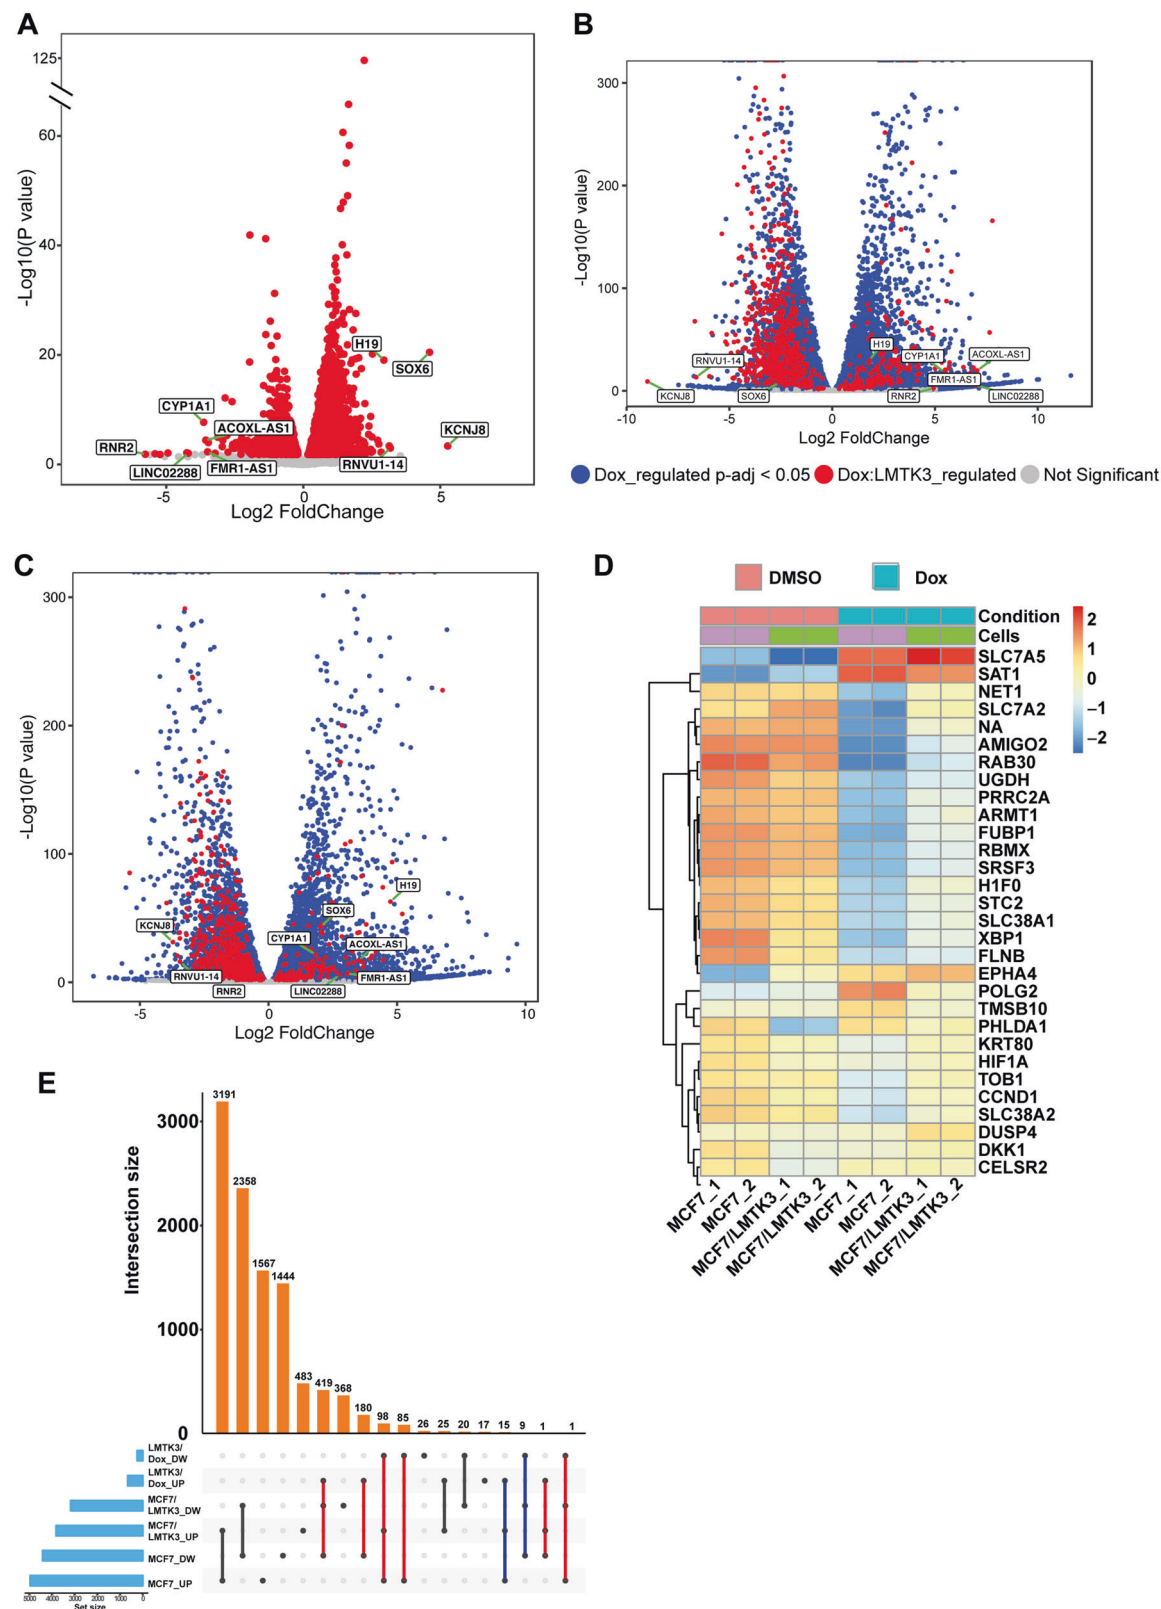 A
125
60
40
20
0
-Log10(P value)
H19
SOX6
CYP1A1
ACOXL-AS1
KCNJ8
RNR2
LINC02288
FMR1-AS1
RNVU1-14
-5
0
5
Log2 FoldChange
B
300
200
100
0
-Log10(P value)
H19
RNVU1-14
CYP1A1
ACOXL-AS1
FMR1-AS1
KCNJ8
SOX6
RNR2
LINC02288
-10
-5
0
5
10
Log2 FoldChange
Dox_regulated p-adj < 0.05
Dox:LMTK3_regulated
Not Significant
C
300
200
100
0
-Log10(P value)
H19
SOX6
KCNJ8
CYP1A1
ACOXL-AS1
RNVU1-14
FMR1-AS1
RNR2
LINC02288
-5
0
5
10
Log2 FoldChange
D
DMSO
Dox
Condition
Cells
SLC7A5
SAT1
NET1
SLC7A2
NA
AMIGO2
RAB30
UGDH
PRRC2A
ARMT1
FUBP1
RBMX
SRSF3
H1F0
STC2
SLC38A1
XBP1
FLNB
EPHA4
POLG2
TMSB10
PHLDA1
KRT80
HIF1A
TOB1
CCND1
SLC38A2
DUSP4
DKK1
CELSR2
2
1
0
−1
−2
MCF7_1
MCF7_2
MCF7/LMTK3_1
MCF7/LMTK3_2
MCF7_1
MCF7_2
MCF7/LMTK3_1
MCF7/LMTK3_2
E
Intersection size
3000
2000
1000
0
3191
2358
1567
1444
483
419
368
180
98
85
26
25
20
17
15
9
1
1
LMTK3/
Dox_DW
LMTK3/
Dox_UP
MCF7/
LMTK3_DW
MCF7/
LMTK3_UP
MCF7_DW
MCF7_UP
5000
4000
3000
2000
1000
0
Set size